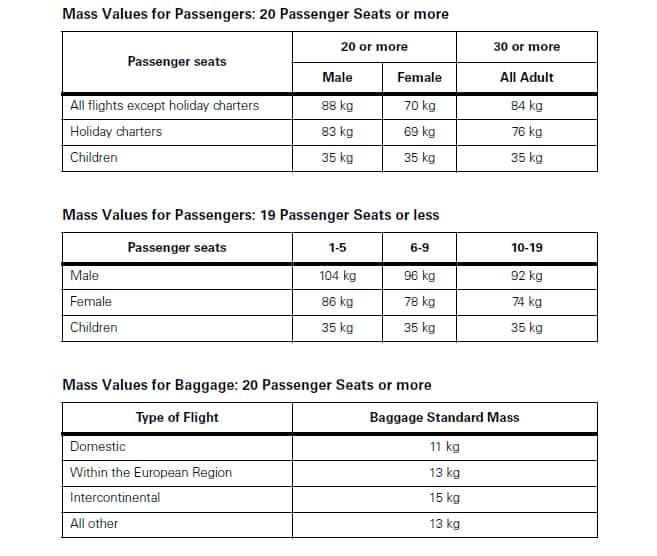 Mass Values for Passengers: 20 Passenger Seats or more
Passenger seats 20 or more 30 or more
Male Female All Adult
All flights except holiday charters 88 kg 70 kg 84 kg
Holiday charters 83 kg 69 kg 76 kg
Children 35 kg 35 kg 35 kg
Mass Values for Passengers: 19 Passenger Seats or less
Passenger seats 1-5 6-9 10-19
Male 104 kg 96 kg 92 kg
Female 86 kg 78 kg 74 kg
Children 35 kg 35 kg 35 kg
Mass Values for Baggage: 20 Passenger Seats or more
Type of Flight Baggage Standard Mass
Domestic 11 kg
Within the European Region 13 kg
Intercontinental 15 kg
All other 13 kg